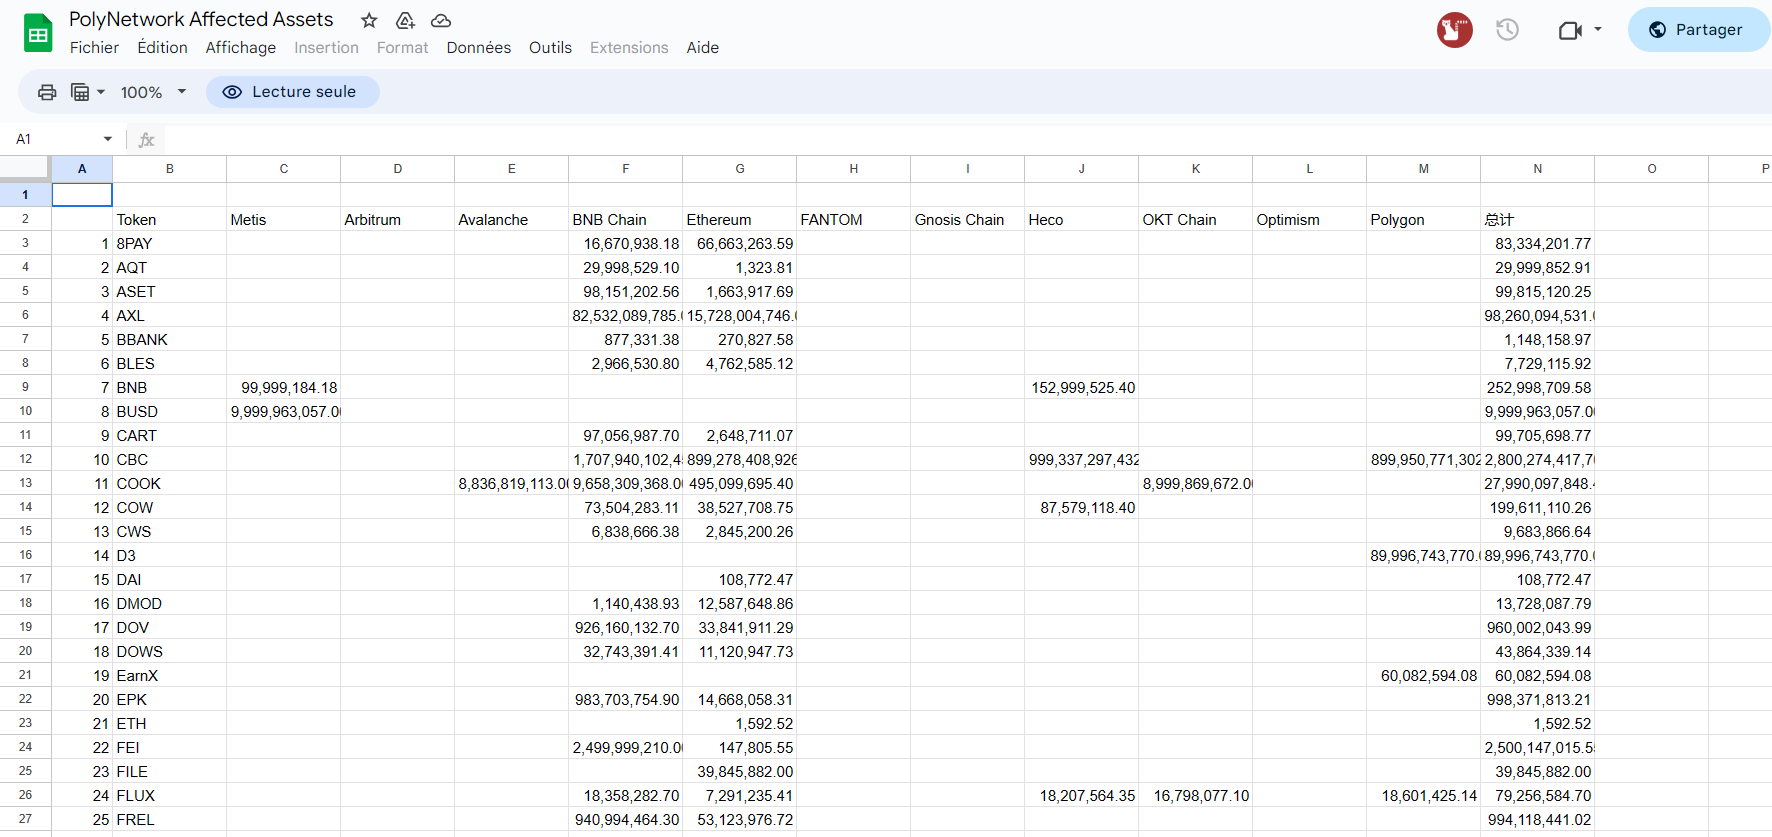 PolyNetwork Affected Assets
Fichier Édition Affichage Insertion Format Données Outils Extensions Aide
Partager
100% Lecture seule
A1 fx
A B C D E F G H I J K L M N O P
1
2 Token Metis Arbitrum Avalanche BNB Chain Ethereum FANTOM Gnosis Chain Heco OKT Chain Optimism Polygon 总计
3 1 8PAY 16,670,938.18 66,663,263.59 83,334,201.77
4 2 AQT 29,998,529.10 1,323.81 29,999,852.91
5 3 ASET 98,151,202.56 1,663,917.69 99,815,120.25
6 4 AXL 82,532,089,785. 15,728,004,746. 98,260,094,531.
7 5 BBANK 877,331.38 270,827.58 1,148,158.97
8 6 BLES 2,966,530.80 4,762,585.12 7,729,115.92
9 7 BNB 99,999,184.18 152,999,525.40 252,998,709.58
10 8 BUSD 9,999,963,057.0 9,999,963,057.0
11 9 CART 97,056,987.70 2,648,711.07 99,705,698.77
12 10 CBC 1,707,940,102,4 899,278,408,926 999,337,297,432 899,950,771,302 2,800,274,417,7
13 11 COOK 8,836,819,113.0 9,658,309,368.0 495,099,695.40 8,999,869,672.0 27,990,097,848.
14 12 COW 73,504,283.11 38,527,708.75 87,579,118.40 199,611,110.26
15 13 CWS 6,838,666.38 2,845,200.26 9,683,866.64
16 14 D3 89,996,743,770. 89,996,743,770.
17 15 DAI 108,772.47 108,772.47
18 16 DMOD 1,140,438.93 12,587,648.86 13,728,087.79
19 17 DOV 926,160,132.70 33,841,911.29 960,002,043.99
20 18 DOWS 32,743,391.41 11,120,947.73 43,864,339.14
21 19 EarnX 60,082,594.08 60,082,594.08
22 20 EPK 983,703,754.90 14,668,058.31 998,371,813.21
23 21 ETH 1,592.52 1,592.52
24 22 FEI 2,499,999,210.0 147,805.55 2,500,147,015.5
25 23 FILE 39,845,882.00 39,845,882.00
26 24 FLUX 18,358,282.70 7,291,235.41 18,207,564.35 16,798,077.10 18,601,425.14 79,256,584.70
27 25 FREL 940,994,464.30 53,123,976.72 994,118,441.02